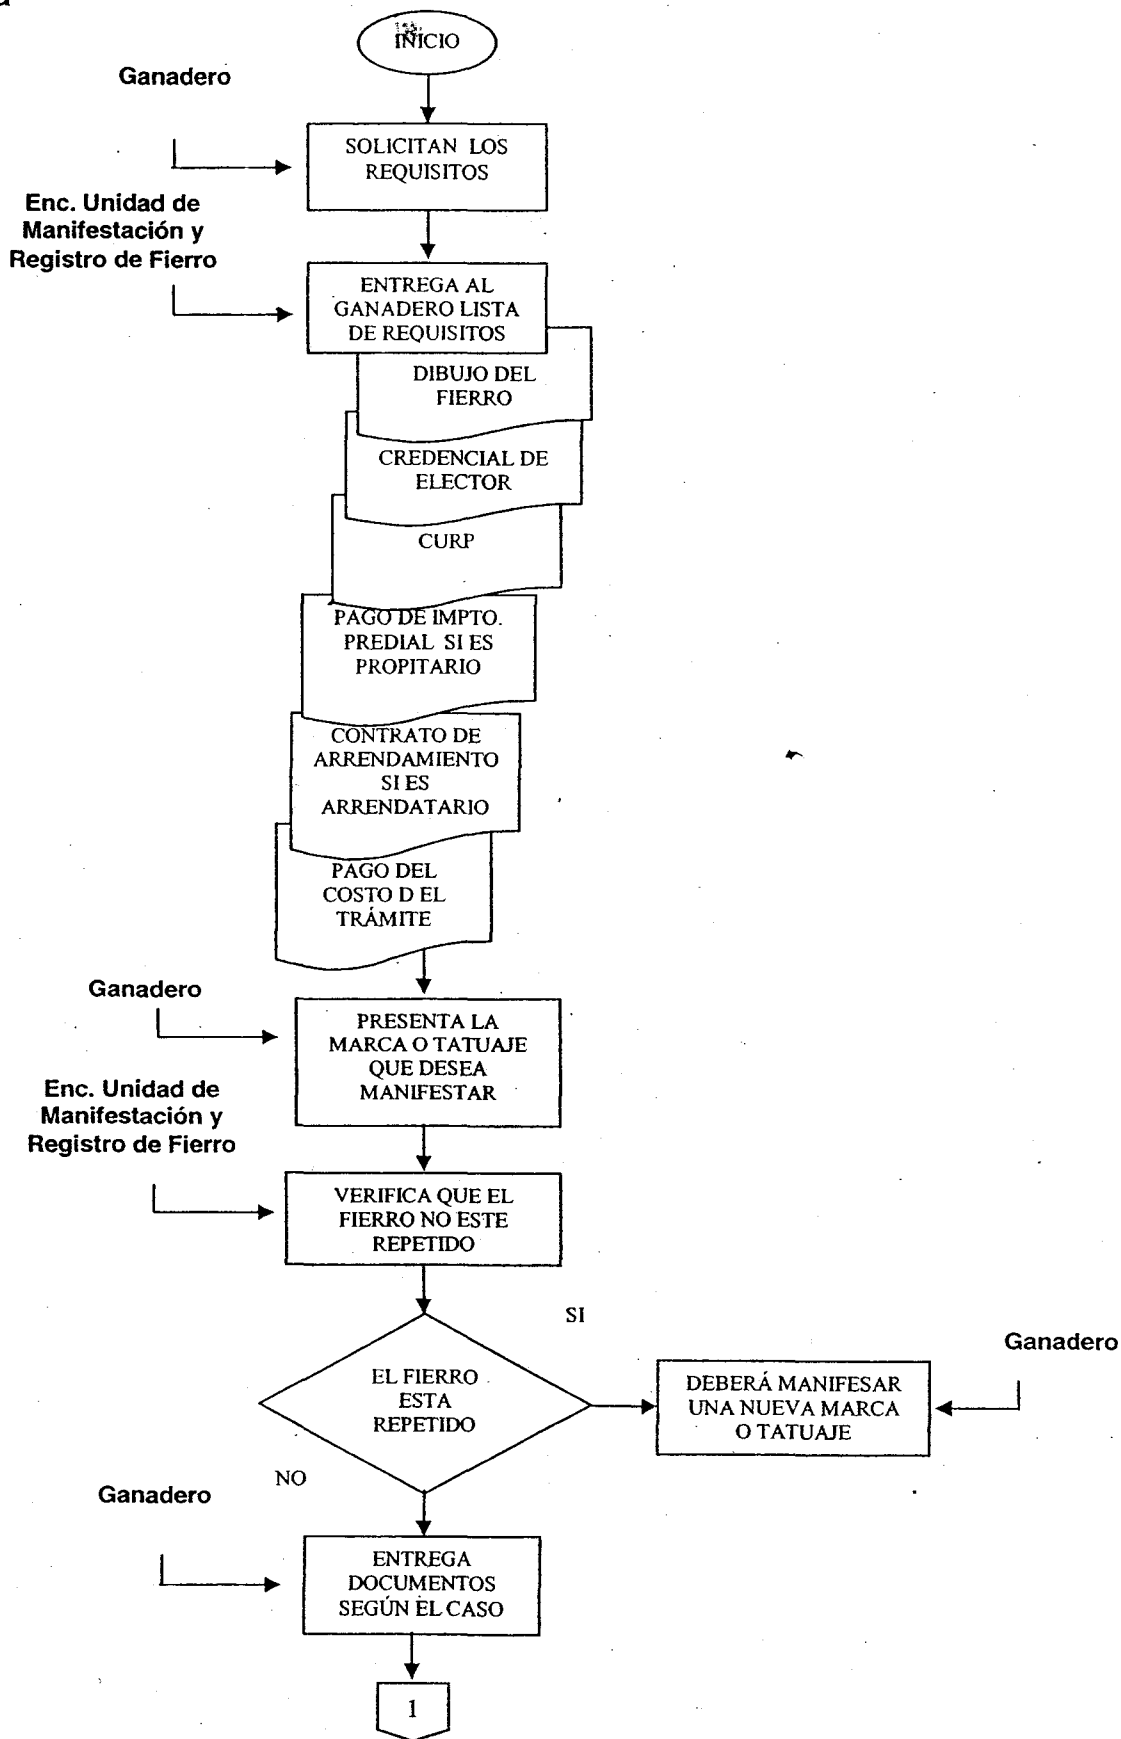 INICIO
Ganadero
SOLICITAN LOS
REQUISITOS
Enc. Unidad de
Manifestación y
Registro de Fierro
ENTREGA AL
GANADERO LISTA
DE REQUISITOS
DIBUJO DEL
FIERRO
CREDENCIAL DE
ELECTOR
CURP
PAGO DE IMPTO.
PREDIAL SI ES
PROPITARIO
CONTRATO DE
ARRENDAMIENTO
SI ES
ARRENDATARIO
PAGO DEL
COSTO D EL
TRÁMITE
Ganadero
PRESENTA LA
MARCA O TATUAJE
QUE DESEA
MANIFESTAR
Enc. Unidad de
Manifestación y
Registro de Fierro
VERIFICA QUE EL
FIERRO NO ESTE
REPETIDO
EL FIERRO
ESTA
REPETIDO
SI
DEBERÁ MANIFESAR
UNA NUEVA MARCA
O TATUAJE
Ganadero
NO
Ganadero
ENTREGA
DOCUMENTOS
SEGÚN EL CASO
1